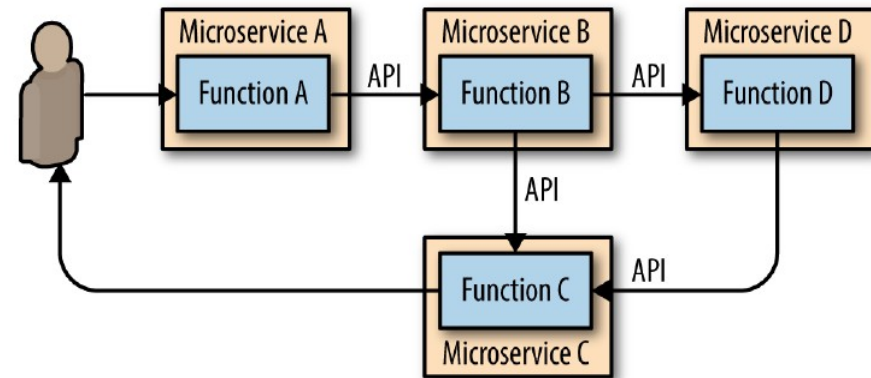 Microservice A
Microservice B
Microservice D
Function A
API
Function B
API
Function D
API
Function C
API
Microservice C